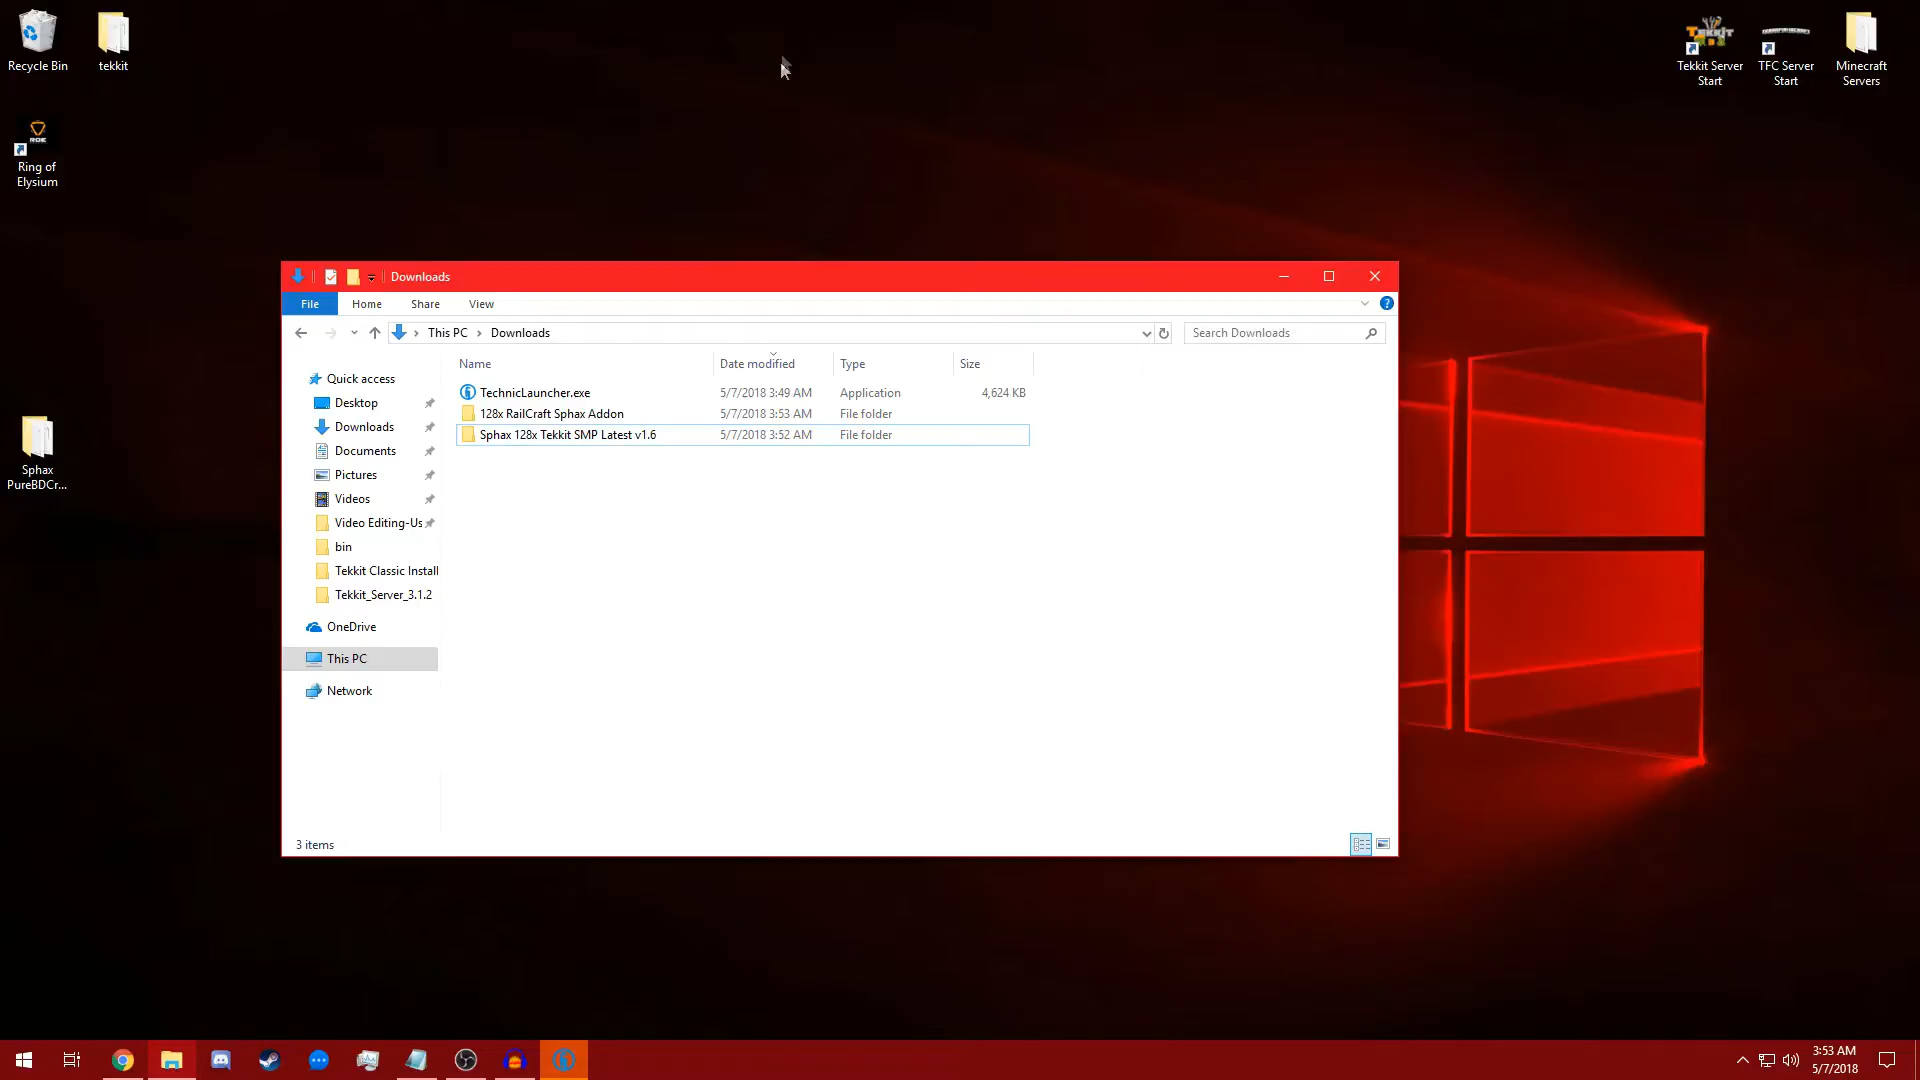 Recycle Bin
tekkit
Tekkit Server
Start
TFC Server
Start
Minecraft
Servers
Ring of
Elysium
Sphax
PureBDCr...
Downloads
File
Home
Share
View
This PC
Downloads
Search Downloads
Name
Date modified
Type
Size
TechnicLauncher.exe
5/7/2018 3:49 AM
Application
4,624 KB
128x RailCraft Sphax Addon
5/7/2018 3:53 AM
File folder
Sphax 128x Tekkit SMP Latest v1.6
5/7/2018 3:52 AM
File folder
Quick access
Desktop
Downloads
Documents
Pictures
Videos
Video Editing-Us
bin
Tekkit Classic Install
Tekkit_Server_3.1.2
OneDrive
This PC
Network
3 items
3:53 AM
5/7/2018